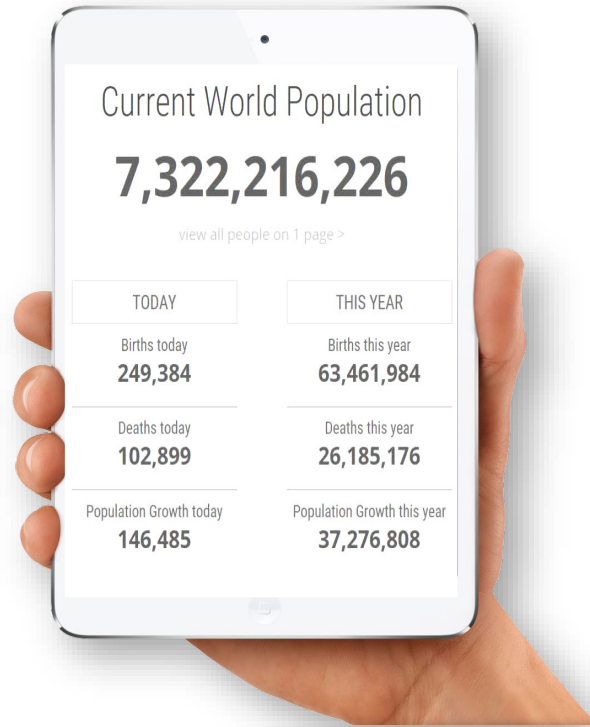 Current World Population
7,322,216,226
view all people on 1 page >
TODAY
Births today
249,384
Deaths today
102,899
Population Growth today
146,485
THIS YEAR
Births this year
63,461,984
Deaths this year
26,185,176
Population Growth this year
37,276,808